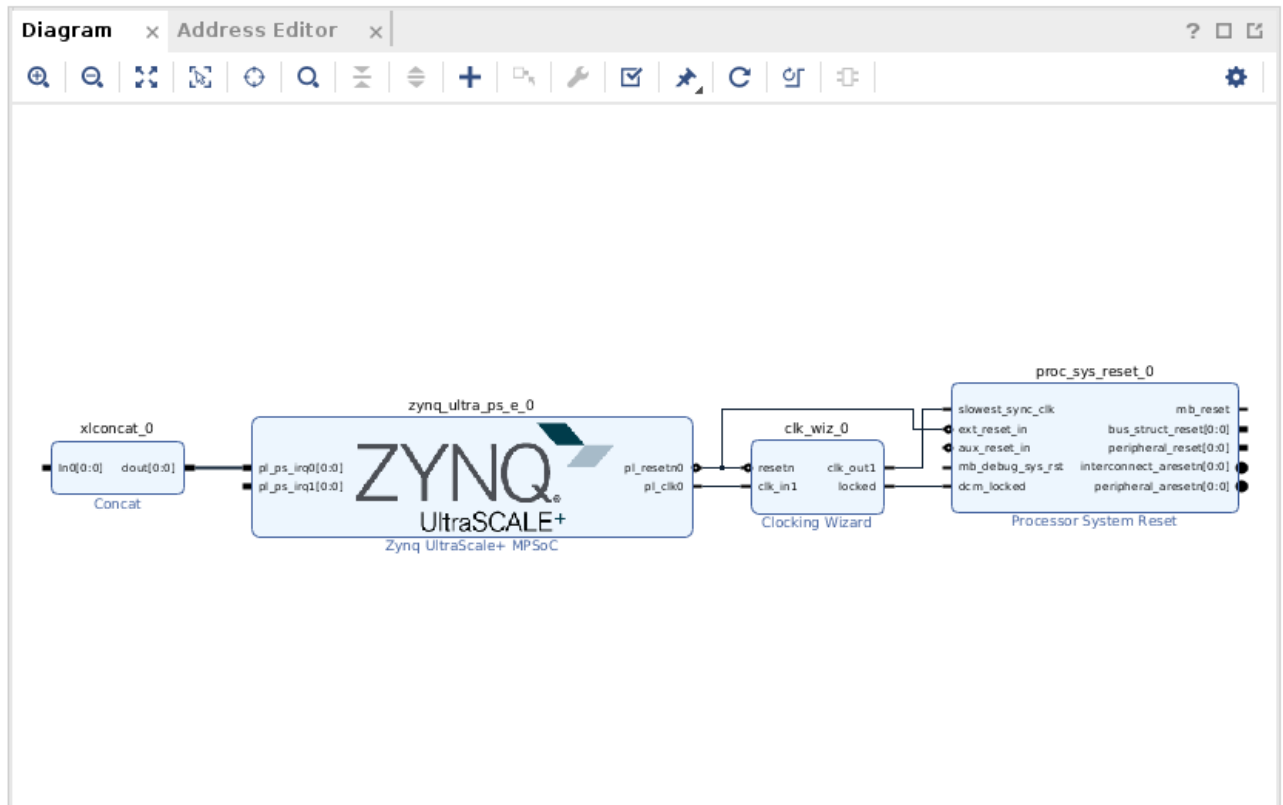 Diagram × Address Editor ×
?
proc_sys_reset_0
slowest_sync_clk mb_reset
ext_reset_in bus_struct_reset[0:0]
aux_reset_in peripheral_reset[0:0]
mb_debug_sys_rst interconnect_aresetn[0:0]
dcm_locked peripheral_aresetn[0:0]
Processor System Reset
zynq_ultra_ps_e_0
pl_ps_irq0[0:0] pl_resetn0
pl_ps_irq1[0:0] pl_clk0
ZYNQ
UltraSCALE+
Zynq UltraScale+ MPSoC
xlconcat_0
In0[0:0] dout[0:0]
Concat
clk_wiz_0
resetn clk_out1
clk_in1 locked
Clocking Wizard